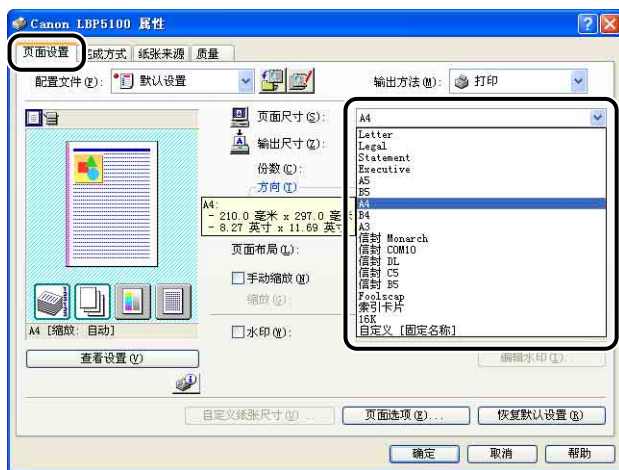 Canon LBP5100 属性
页面设置 完成方式 纸张来源 质量
配置文件(F): 默认设置 输出方法(M): 打印
页面尺寸(S): A4
输出尺寸(Z):
份数(C):
方向(T)
A4:
- 210.0 毫米 x 297.0 毫米
- 8.27 英寸 x 11.69 英寸
页面布局(L):
手动缩放(N)
缩放(G):
水印(W):
Letter
Legal
Statement
Executive
A5
B5
A4
B4
A3
信封 Monarch
信封 COM10
信封 DL
信封 C5
信封 B5
Foolscap
索引卡片
16K
自定义 [固定名称]
A4 [缩放: 自动]
查看设置(V)
编辑水印(I)...
自定义纸张尺寸(U)... 页面选项(E)... 恢复默认设置(R)
确定 取消 帮助